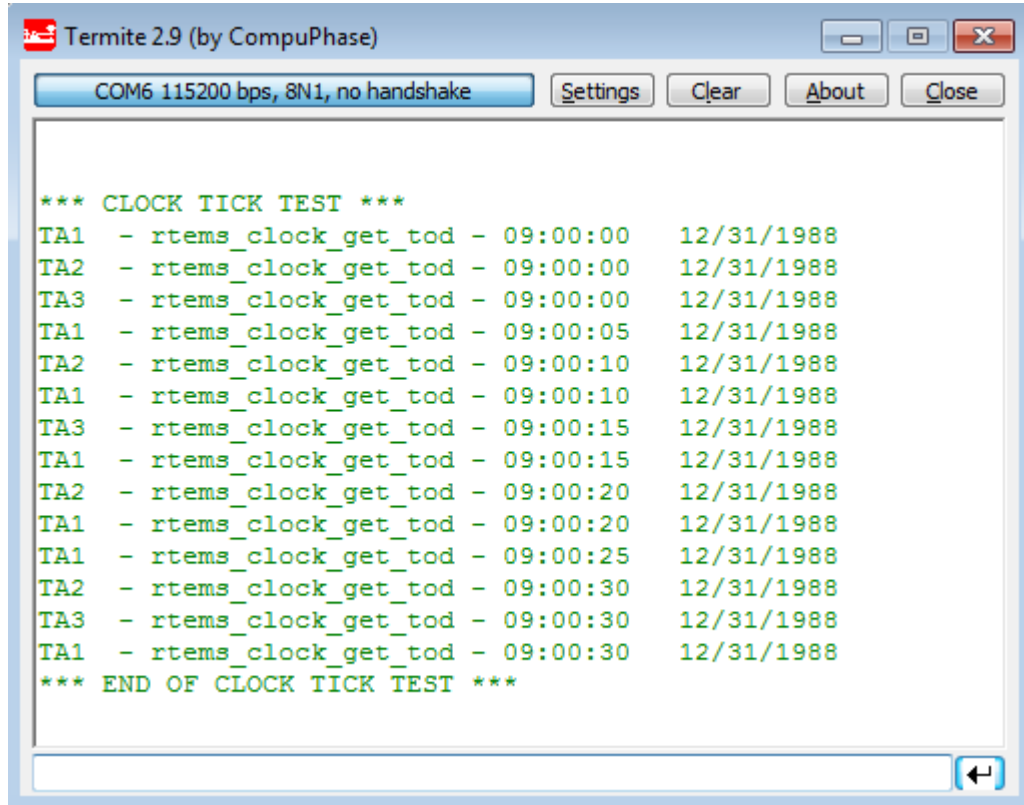 Termite 2.9 (by CompuPhase)
COM6 115200 bps, 8N1, no handshake Settings Clear About Close
*** CLOCK TICK TEST ***
TA1  - rtems_clock_get_tod - 09:00:00   12/31/1988
TA2  - rtems_clock_get_tod - 09:00:00   12/31/1988
TA3  - rtems_clock_get_tod - 09:00:00   12/31/1988
TA1  - rtems_clock_get_tod - 09:00:05   12/31/1988
TA2  - rtems_clock_get_tod - 09:00:10   12/31/1988
TA1  - rtems_clock_get_tod - 09:00:10   12/31/1988
TA3  - rtems_clock_get_tod - 09:00:15   12/31/1988
TA1  - rtems_clock_get_tod - 09:00:15   12/31/1988
TA2  - rtems_clock_get_tod - 09:00:20   12/31/1988
TA1  - rtems_clock_get_tod - 09:00:20   12/31/1988
TA1  - rtems_clock_get_tod - 09:00:25   12/31/1988
TA2  - rtems_clock_get_tod - 09:00:30   12/31/1988
TA3  - rtems_clock_get_tod - 09:00:30   12/31/1988
TA1  - rtems_clock_get_tod - 09:00:30   12/31/1988
*** END OF CLOCK TICK TEST ***